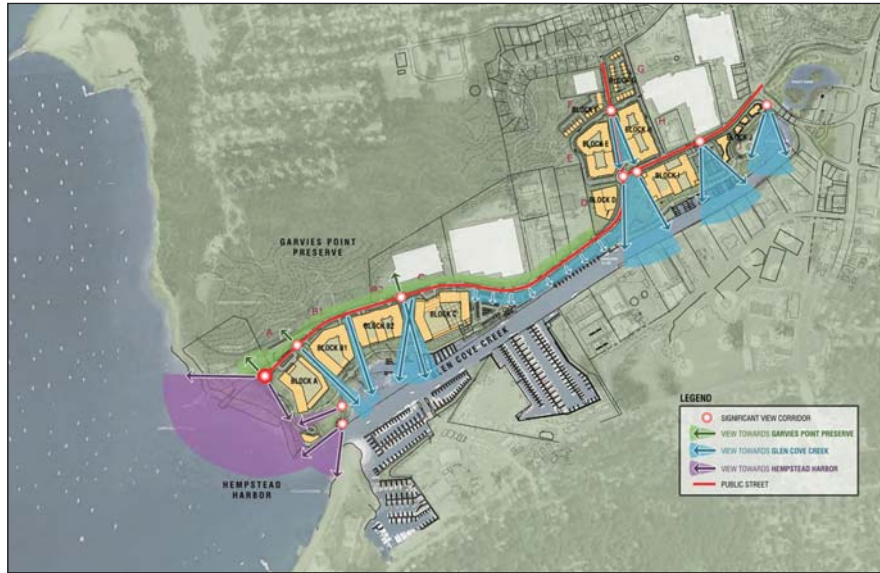 G
BLOCK G
F
BLOCK F
H
BLOCK H
BLOCK E
E
BLOCK J
BLOCK I
D
BLOCK D
GARVIES POINT
PRESERVE
B2
C
B1
A
BLOCK C
BLOCK B2
BLOCK B1
BLOCK A
GLEN COVE CREEK
HEMPSTEAD
HARBOR
LEGEND
SIGNIFICANT VIEW CORRIDOR
VIEW TOWARDS GARVIES POINT PRESERVE
VIEW TOWARDS GLEN COVE CREEK
VIEW TOWARDS HEMPSTEAD HARBOR
PUBLIC STREET